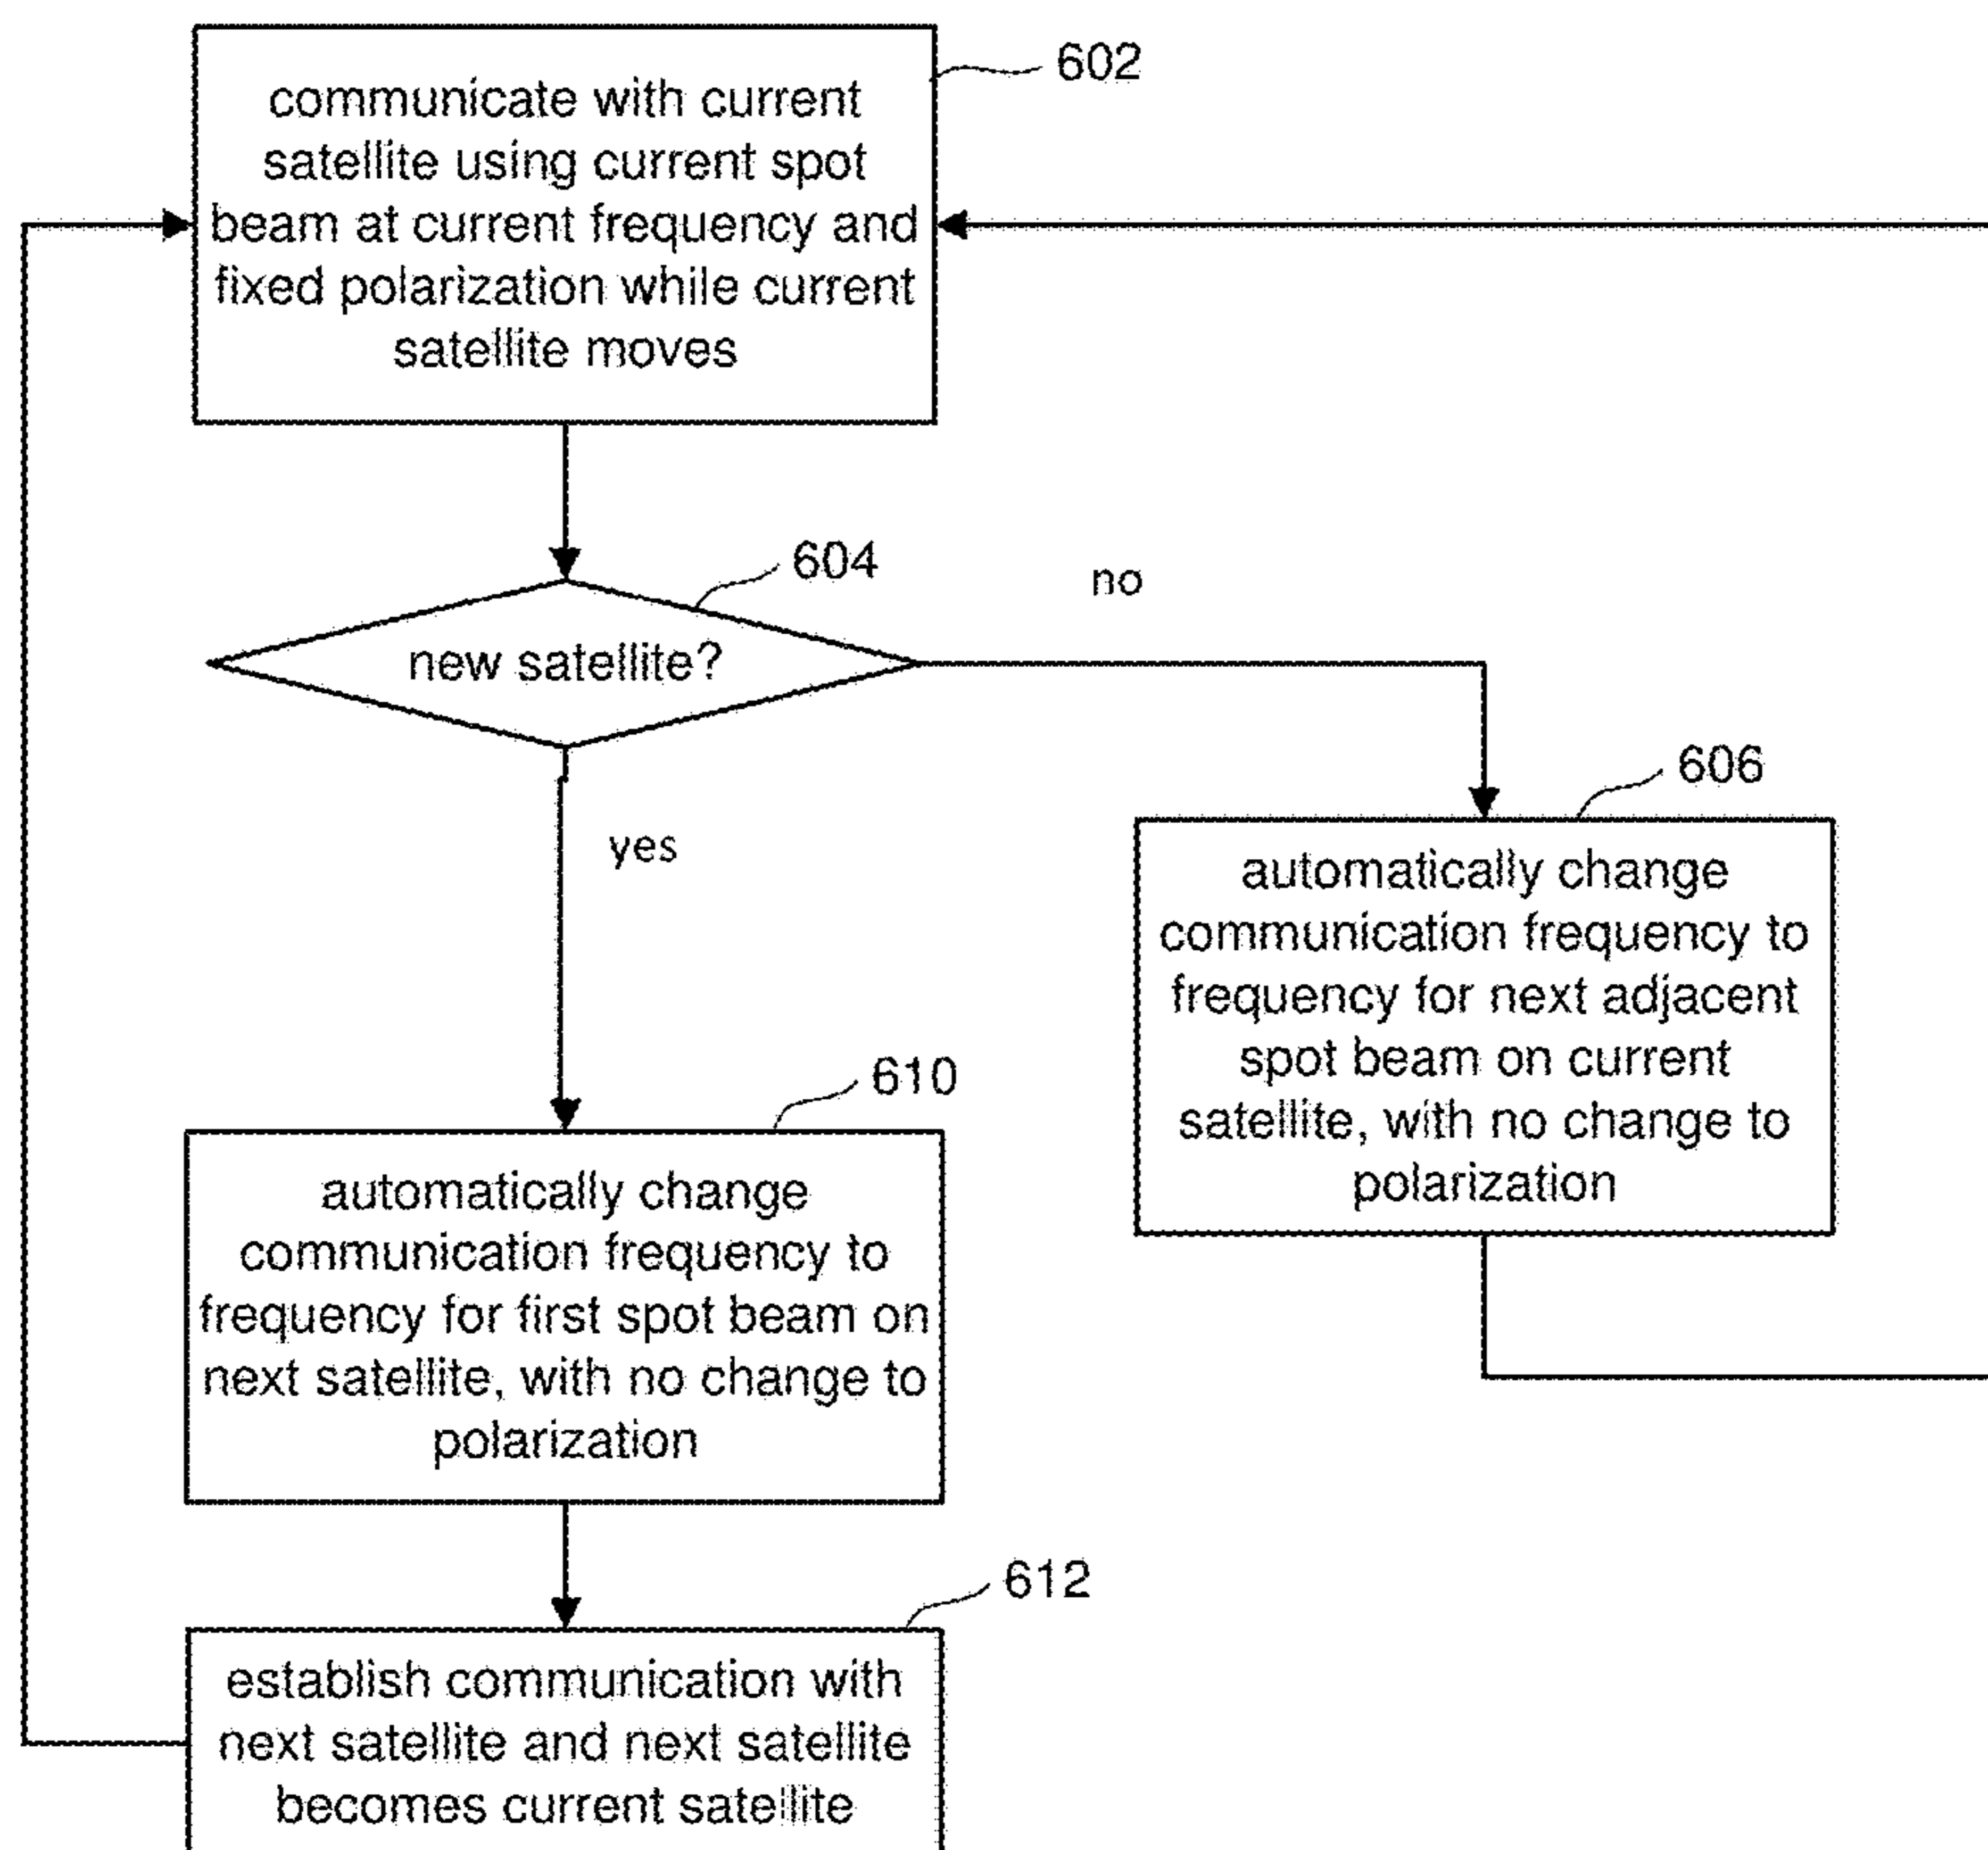 602
communicate with current
satellite using current spot
beam at current frequency and
fixed polarization while current
satellite moves
604
no
new satellite?
606
yes
automatically change
communication frequency to
frequency for next adjacent
spot beam on current
satellite, with no change to
polarization
610
automatically change
communication frequency to
frequency for first spot beam on
next satellite, with no change to
polarization
612
establish communication with
next satellite and next satellite
becomes current satellite